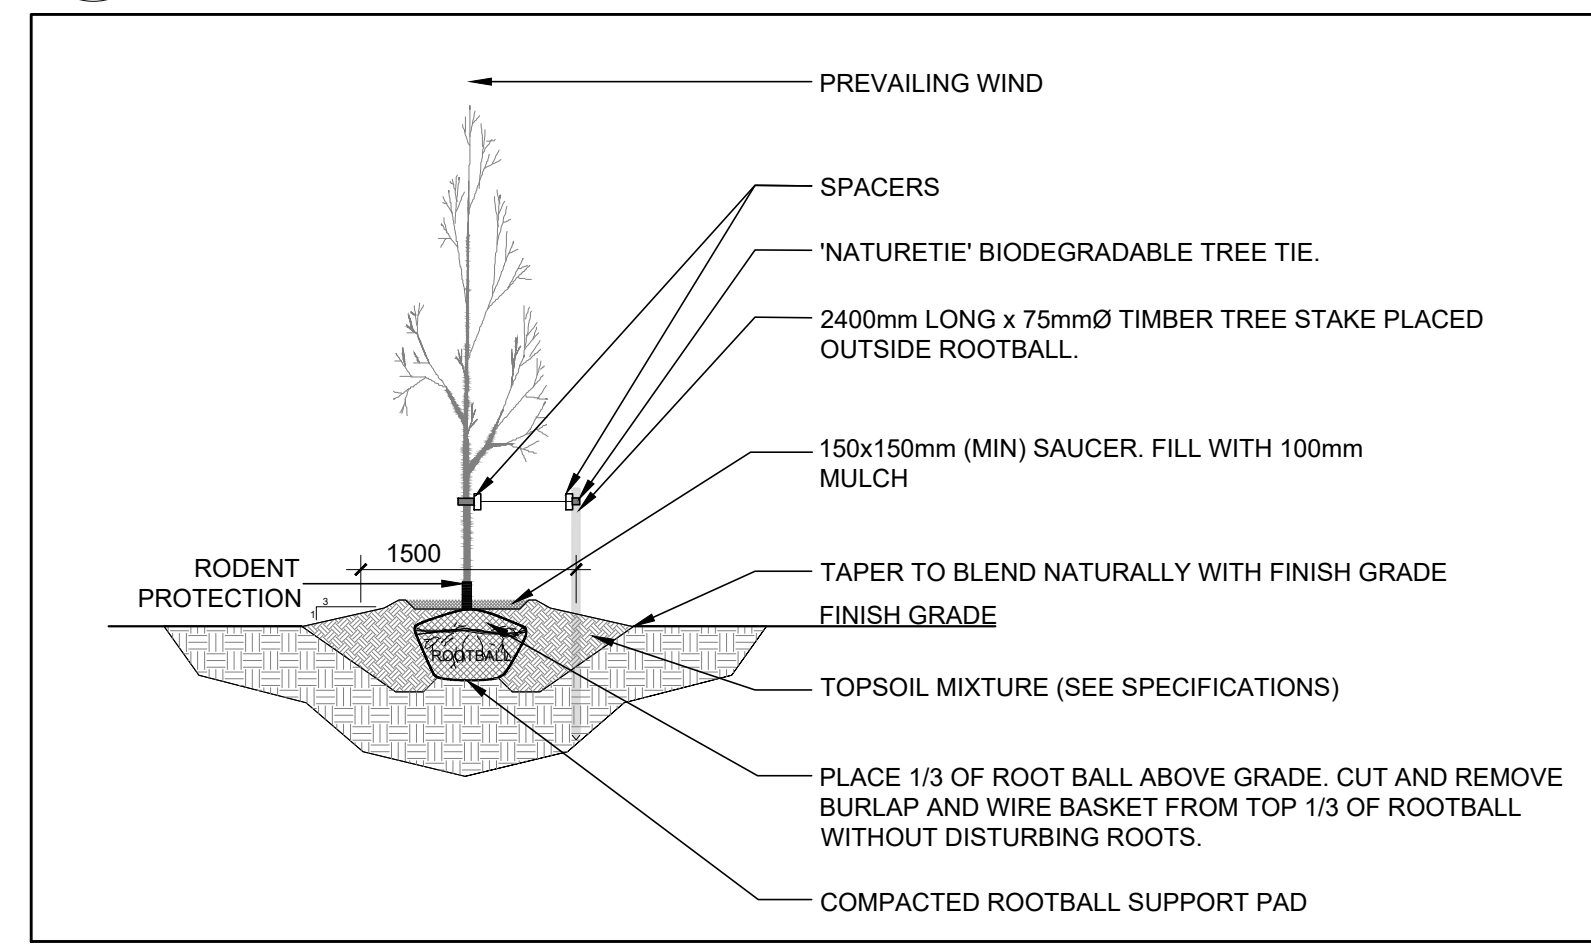 PREVAILING WIND
SPACERS
'NATURETIE' BIODEGRADABLE TREE TIE.
2400mm LONG x 75mmØ TIMBER TREE STAKE PLACED
OUTSIDE ROOTBALL.
150x150mm (MIN) SAUCER. FILL WITH 100mm
MULCH
1500
RODENT
PROTECTION
3
1
TAPER TO BLEND NATURALLY WITH FINISH GRADE
FINISH GRADE
ROOTBALL
TOPSOIL MIXTURE (SEE SPECIFICATIONS)
PLACE 1/3 OF ROOT BALL ABOVE GRADE. CUT AND REMOVE
BURLAP AND WIRE BASKET FROM TOP 1/3 OF ROOTBALL
WITHOUT DISTURBING ROOTS.
COMPACTED ROOTBALL SUPPORT PAD